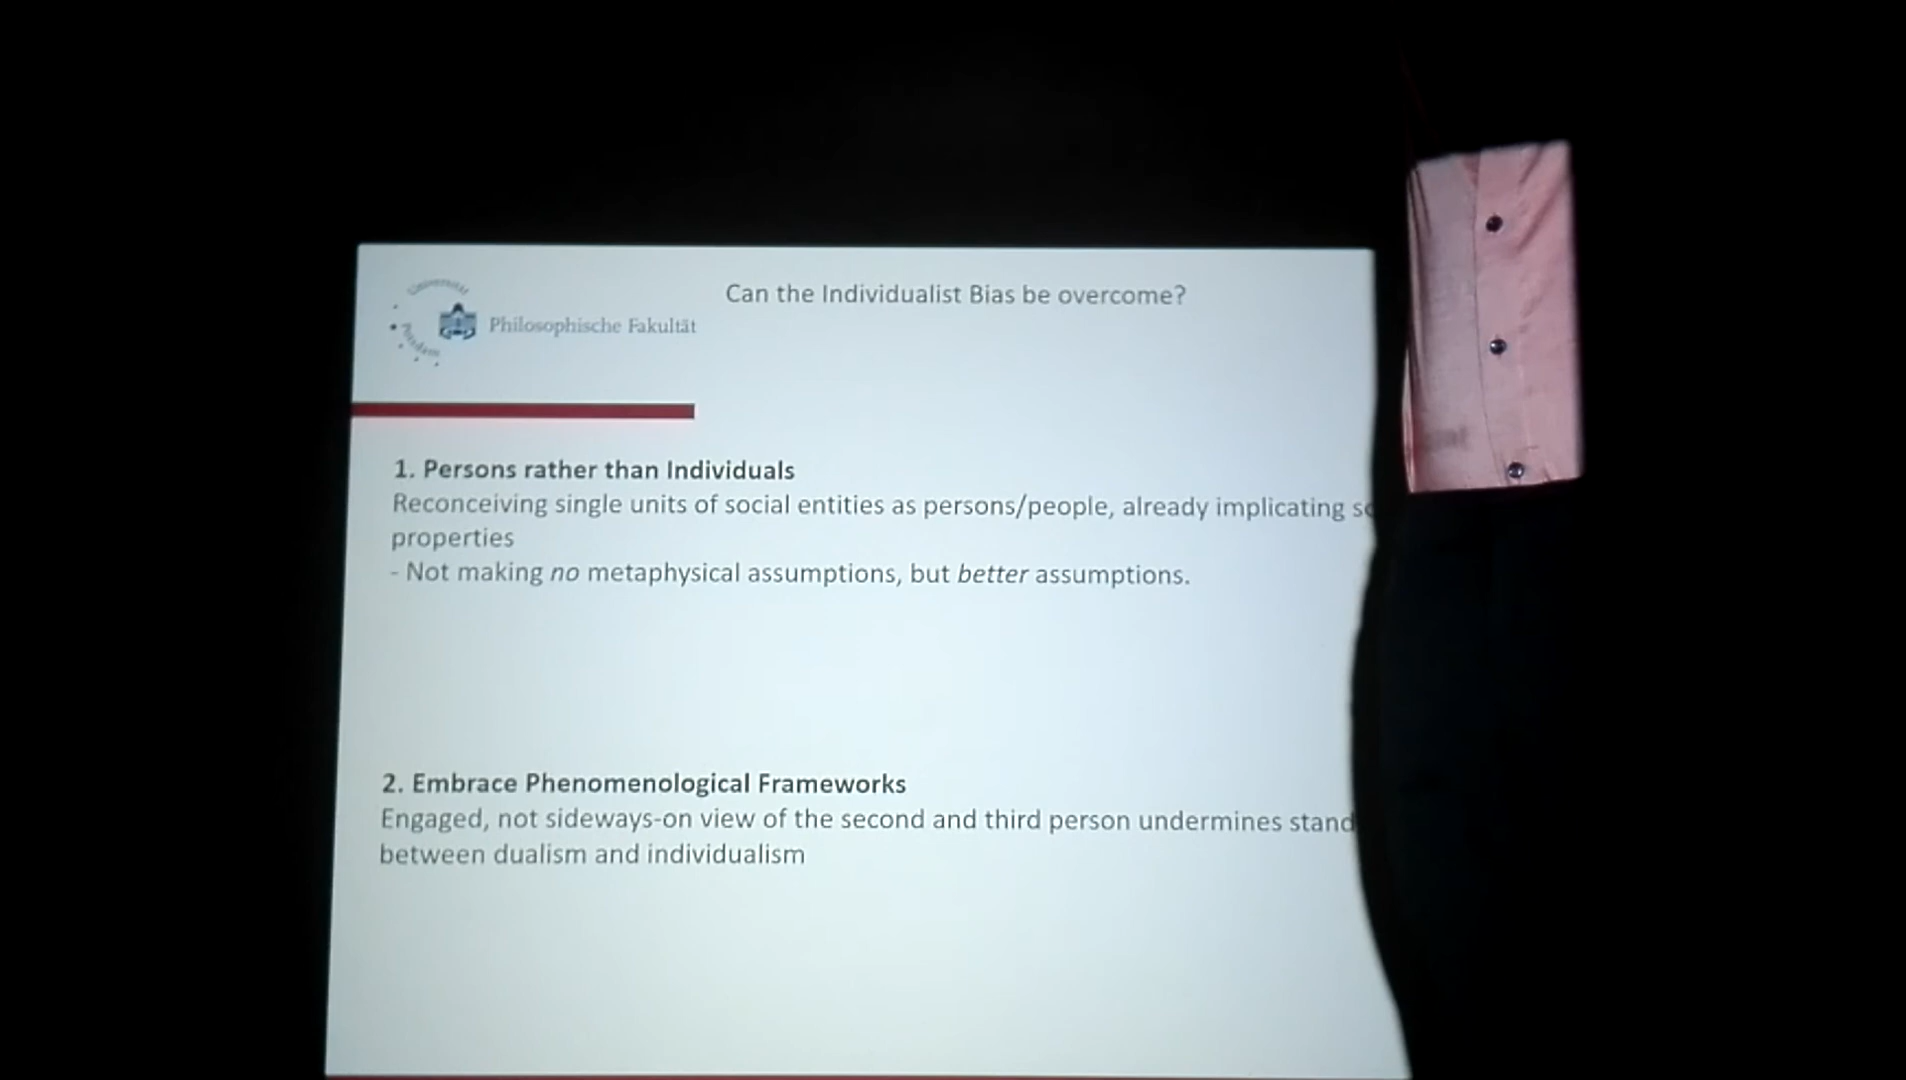 Can the Individualist Bias be overcome?
Universität
Potsdam
Philosophische Fakultät
1. Persons rather than Individuals
Reconceiving single units of social entities as persons/people, already implicating
properties
- Not making no metaphysical assumptions, but better assumptions.
2. Embrace Phenomenological Frameworks
Engaged, not sideways-on view of the second and third person undermines
between dualism and individualism